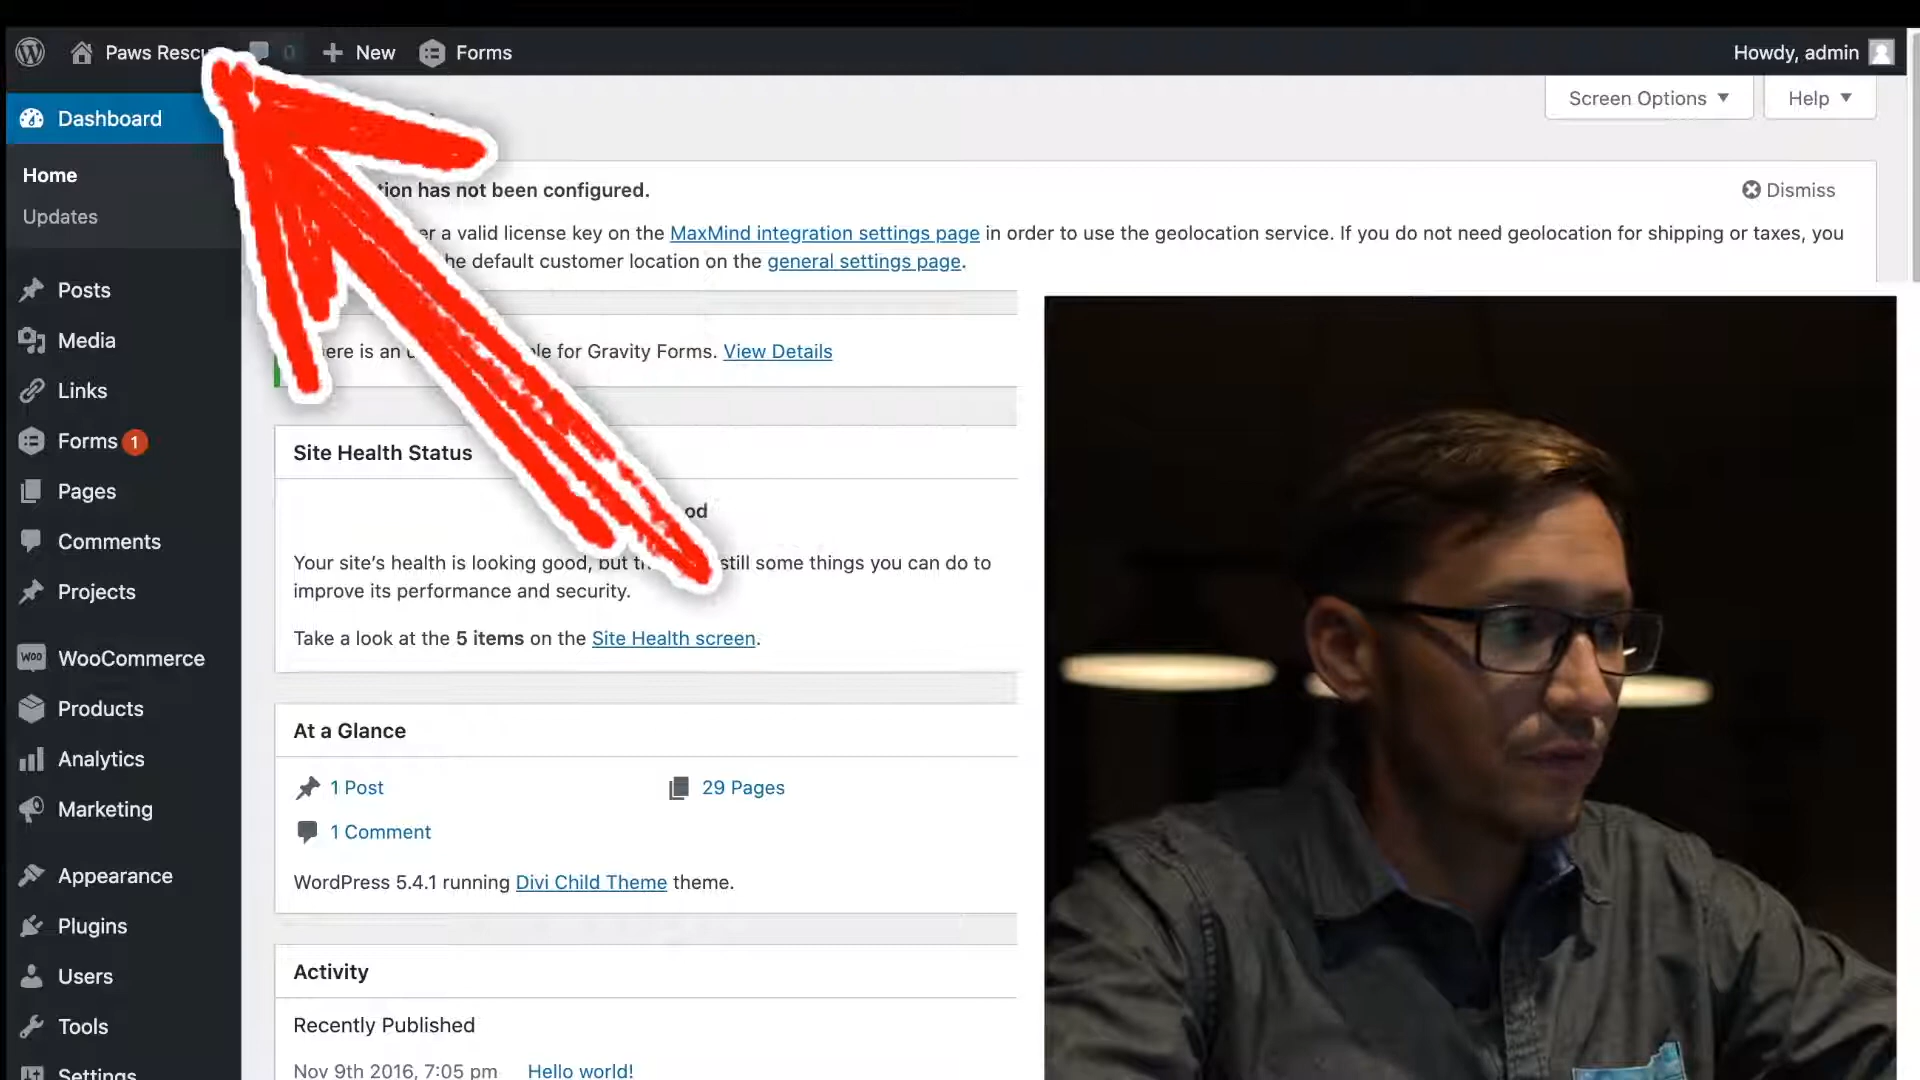 Paws Rescu 0 New Forms Howdy, admin
Screen Options Help
Dashboard
Home
Updates
Posts
Media
Links
Forms 1
Pages
Comments
Projects
WOO WooCommerce
Products
Analytics
Marketing
Appearance
Plugins
Users
Tools
Settings
has not been configured.
Dismiss
a valid license key on the MaxMind integration settings page in order to use the geolocation service. If you do not need geolocation for shipping or taxes, you
default customer location on the general settings page.
is an for Gravity Forms. View Details
Site Health Status
Your site’s health is looking good, but still some things you can do to
improve its performance and security.
Take a look at the 5 items on the Site Health screen.
At a Glance
1 Post 29 Pages
1 Comment
WordPress 5.4.1 running Divi Child Theme theme.
Activity
Recently Published
Nov 9th 2016, 7:05 pm Hello world!